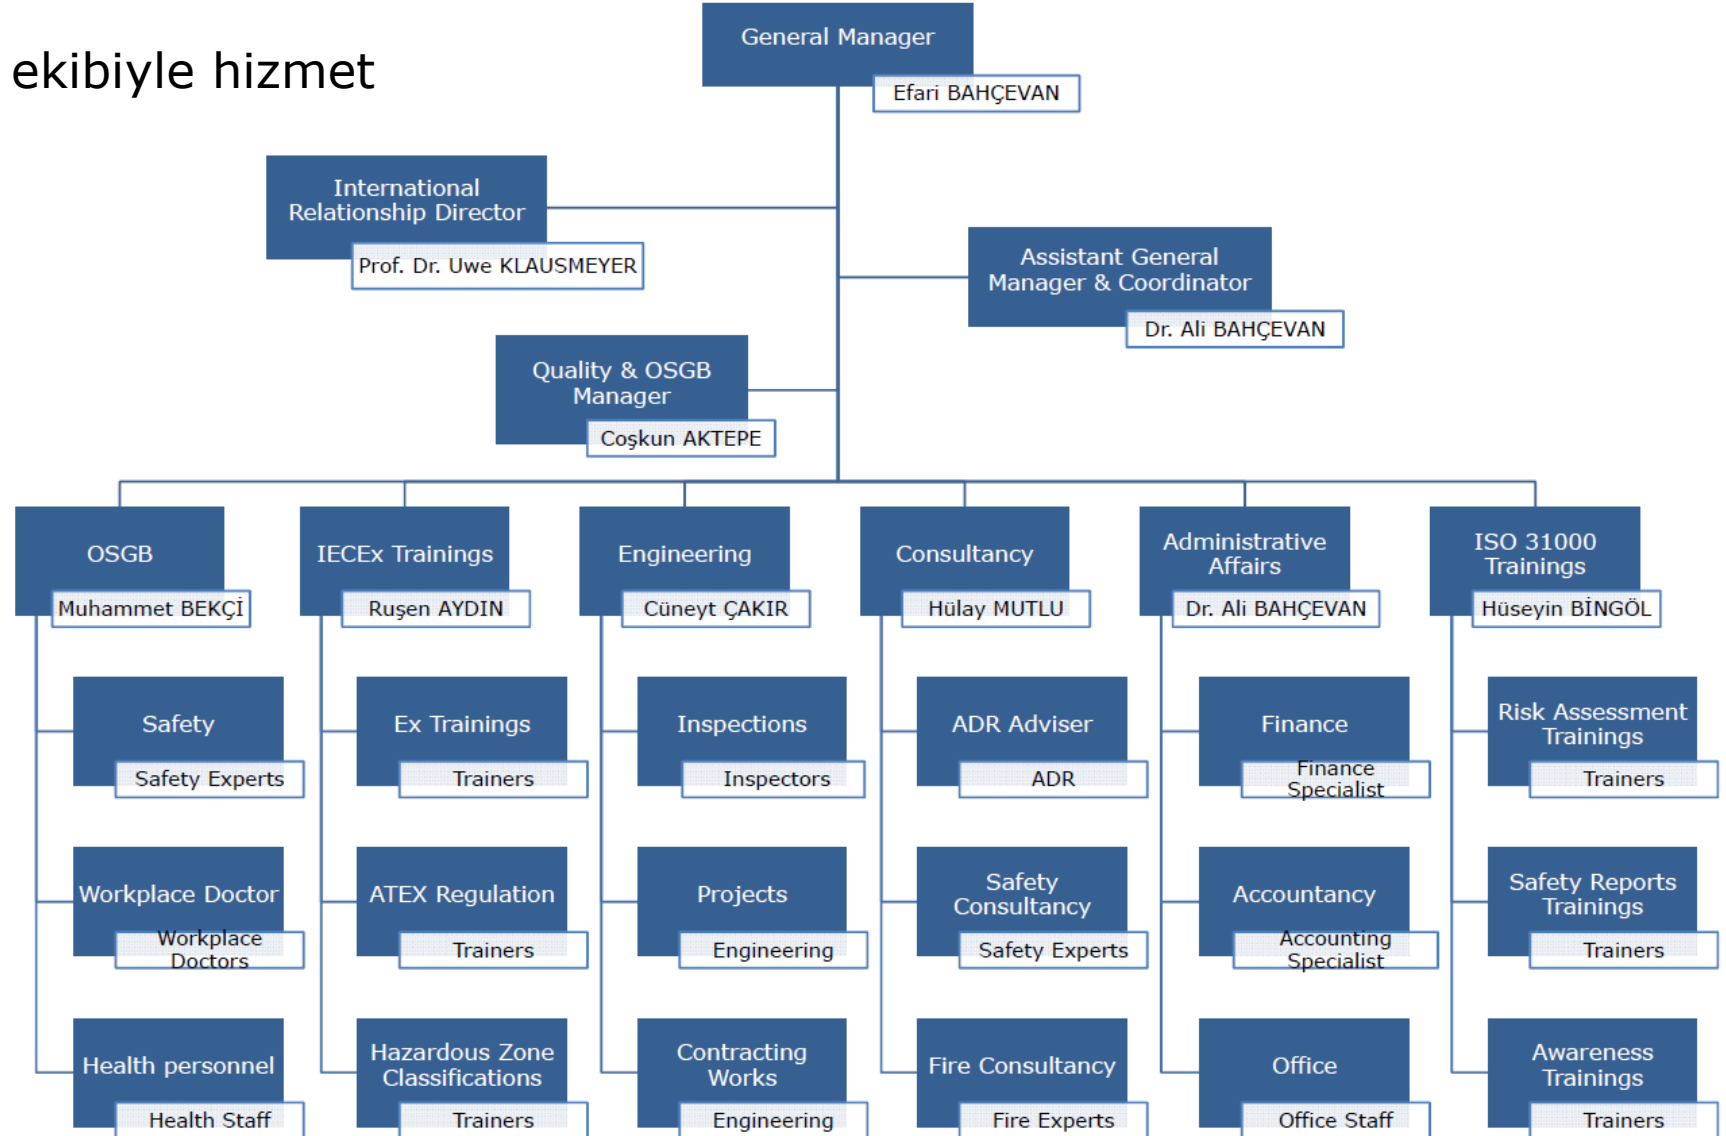 ekibiyle hizmet
General Manager
Efari BAHÇEVAN
International
Relationship Director
Prof. Dr. Uwe KLAUSMEYER
Assistant General
Manager & Coordinator
Dr. Ali BAHÇEVAN
Quality & OSGB
Manager
Coşkun AKTEPE
OSGB
Muhammet BEKÇİ
IECEx Trainings
Ruşen AYDIN
Engineering
Cüneyt ÇAKIR
Consultancy
Hülay MUTLU
Administrative
Affairs
Dr. Ali BAHÇEVAN
ISO 31000
Trainings
Hüseyin BİNGÖL
Safety
Safety Experts
Ex Trainings
Trainers
Inspections
Inspectors
ADR Adviser
ADR
Finance
Finance
Specialist
Risk Assessment
Trainings
Trainers
Workplace Doctor
Workplace
Doctors
ATEX Regulation
Trainers
Projects
Engineering
Safety
Consultancy
Safety Experts
Accountancy
Accounting
Specialist
Safety Reports
Trainings
Trainers
Health personnel
Health Staff
Hazardous Zone
Classifications
Trainers
Contracting
Works
Engineering
Fire Consultancy
Fire Experts
Office
Office Staff
Awareness
Trainings
Trainers